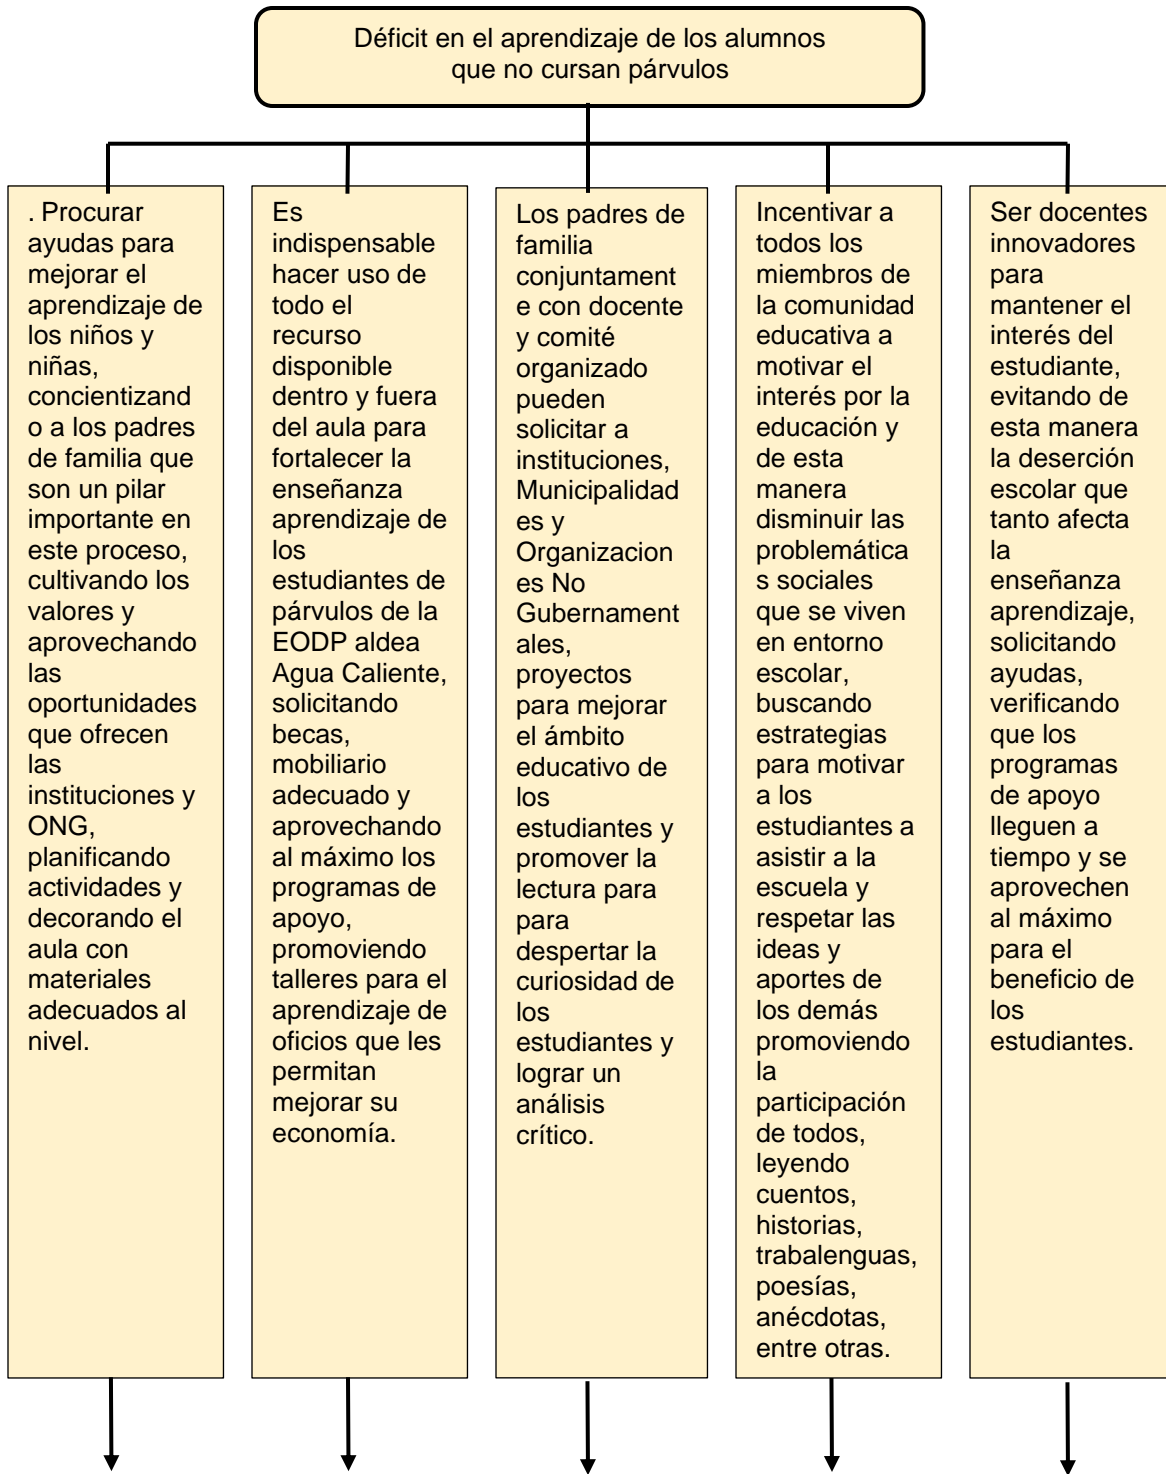 Déficit en el aprendizaje de los alumnos
que no cursan párvulos
. Procurar
ayudas para
mejorar el
aprendizaje de
los niños y
niñas,
concientizand
o a los padres
de familia que
son un pilar
importante en
este proceso,
cultivando los
valores y
aprovechando
las
oportunidades
que ofrecen
las
instituciones y
ONG,
planificando
actividades y
decorando el
aula con
materiales
adecuados al
nivel.
Es
indispensable
hacer uso de
todo el
recurso
disponible
dentro y fuera
del aula para
fortalecer la
enseñanza
aprendizaje de
los
estudiantes de
párvulos de la
EODP aldea
Agua Caliente,
solicitando
becas,
mobiliario
adecuado y
aprovechando
al máximo los
programas de
apoyo,
promoviendo
talleres para el
aprendizaje de
oficios que les
permitan
mejorar su
economía.
Los padres de
familia
conjuntament
e con docente
y comité
organizado
pueden
solicitar a
instituciones,
Municipalidad
es y
Organizacion
es No
Gubernament
ales,
proyectos
para mejorar
el ámbito
educativo de
los
estudiantes y
promover la
lectura para
para
despertar la
curiosidad de
los
estudiantes y
lograr un
análisis
crítico.
Incentivar a
todos los
miembros de
la comunidad
educativa a
motivar el
interés por la
educación y
de esta
manera
disminuir las
problemática
s sociales
que se viven
en entorno
escolar,
buscando
estrategias
para motivar
a los
estudiantes a
asistir a la
escuela y
respetar las
ideas y
aportes de
los demás
promoviendo
la
participación
de todos,
leyendo
cuentos,
historias,
trabalenguas,
poesías,
anécdotas,
entre otras.
Ser docentes
innovadores
para
mantener el
interés del
estudiante,
evitando de
esta manera
la deserción
escolar que
tanto afecta
la
enseñanza
aprendizaje,
solicitando
ayudas,
verificando
que los
programas
de apoyo
lleguen a
tiempo y se
aprovechen
al máximo
para el
beneficio de
los
estudiantes.